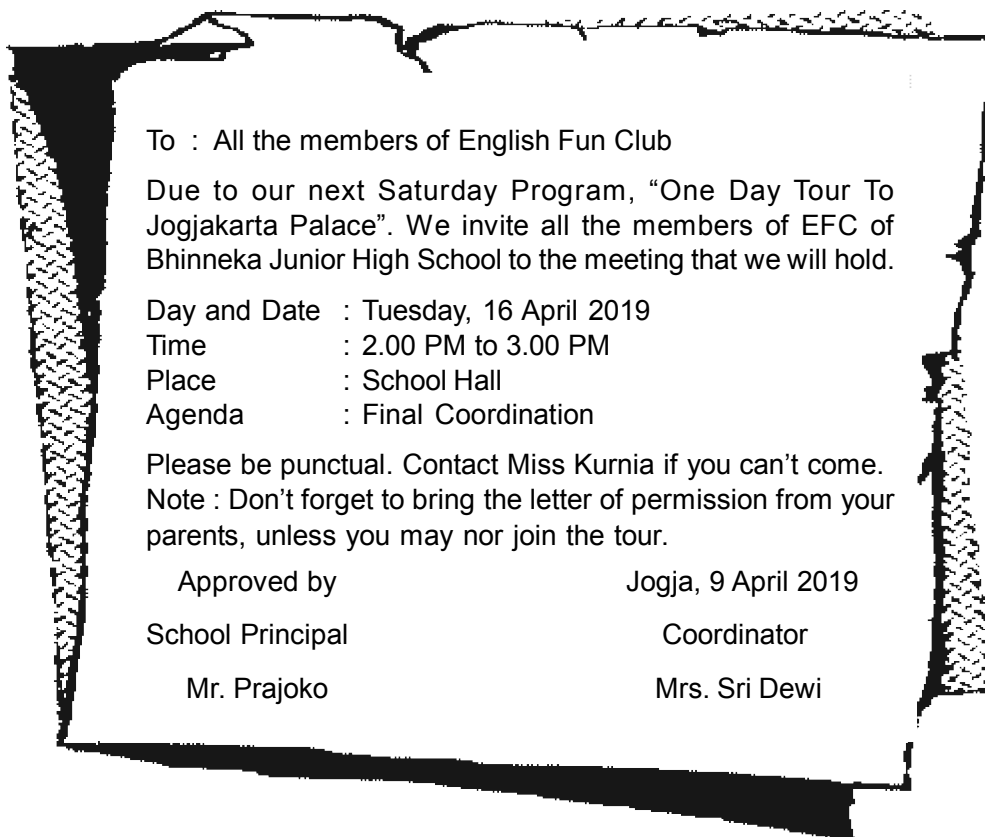 To : All the members of English Fun Club
Due to our next Saturday Program, “One Day Tour To
Jogjakarta Palace”. We invite all the members of EFC of
Bhinneka Junior High School to the meeting that we will hold.
Day and Date : Tuesday, 16 April 2019
Time : 2.00 PM to 3.00 PM
Place : School Hall
Agenda : Final Coordination
Please be punctual. Contact Miss Kurnia if you can’t come.
Note : Don’t forget to bring the letter of permission from your
parents, unless you may nor join the tour.
Approved by Jogja, 9 April 2019
School Principal Coordinator
Mr. Prajoko Mrs. Sri Dewi